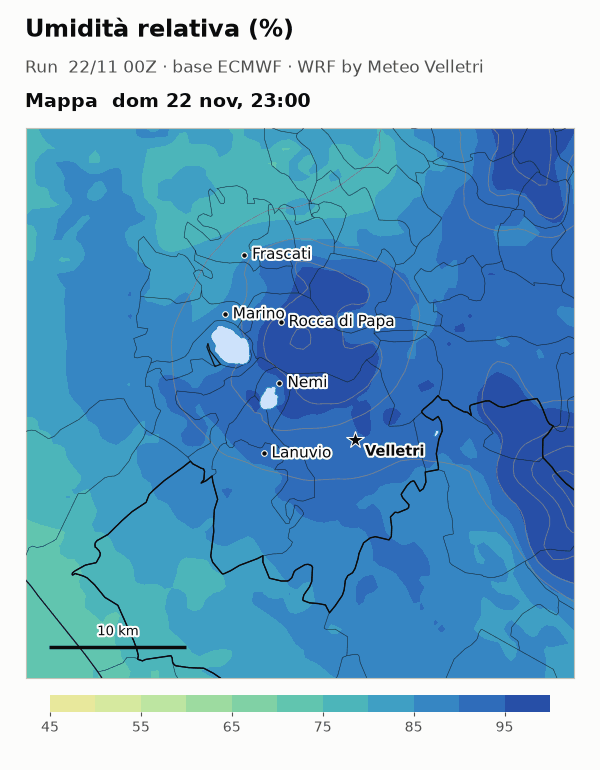 Umidità relativa (%)
Run  22/11 00Z · base ECMWF · WRF by Meteo Velletri
Mappa  dom 22 nov, 23:00
Frascati
Marino
Rocca di Papa
Nemi
Velletri
Lanuvio
10 km
45 55 65 75 85 95